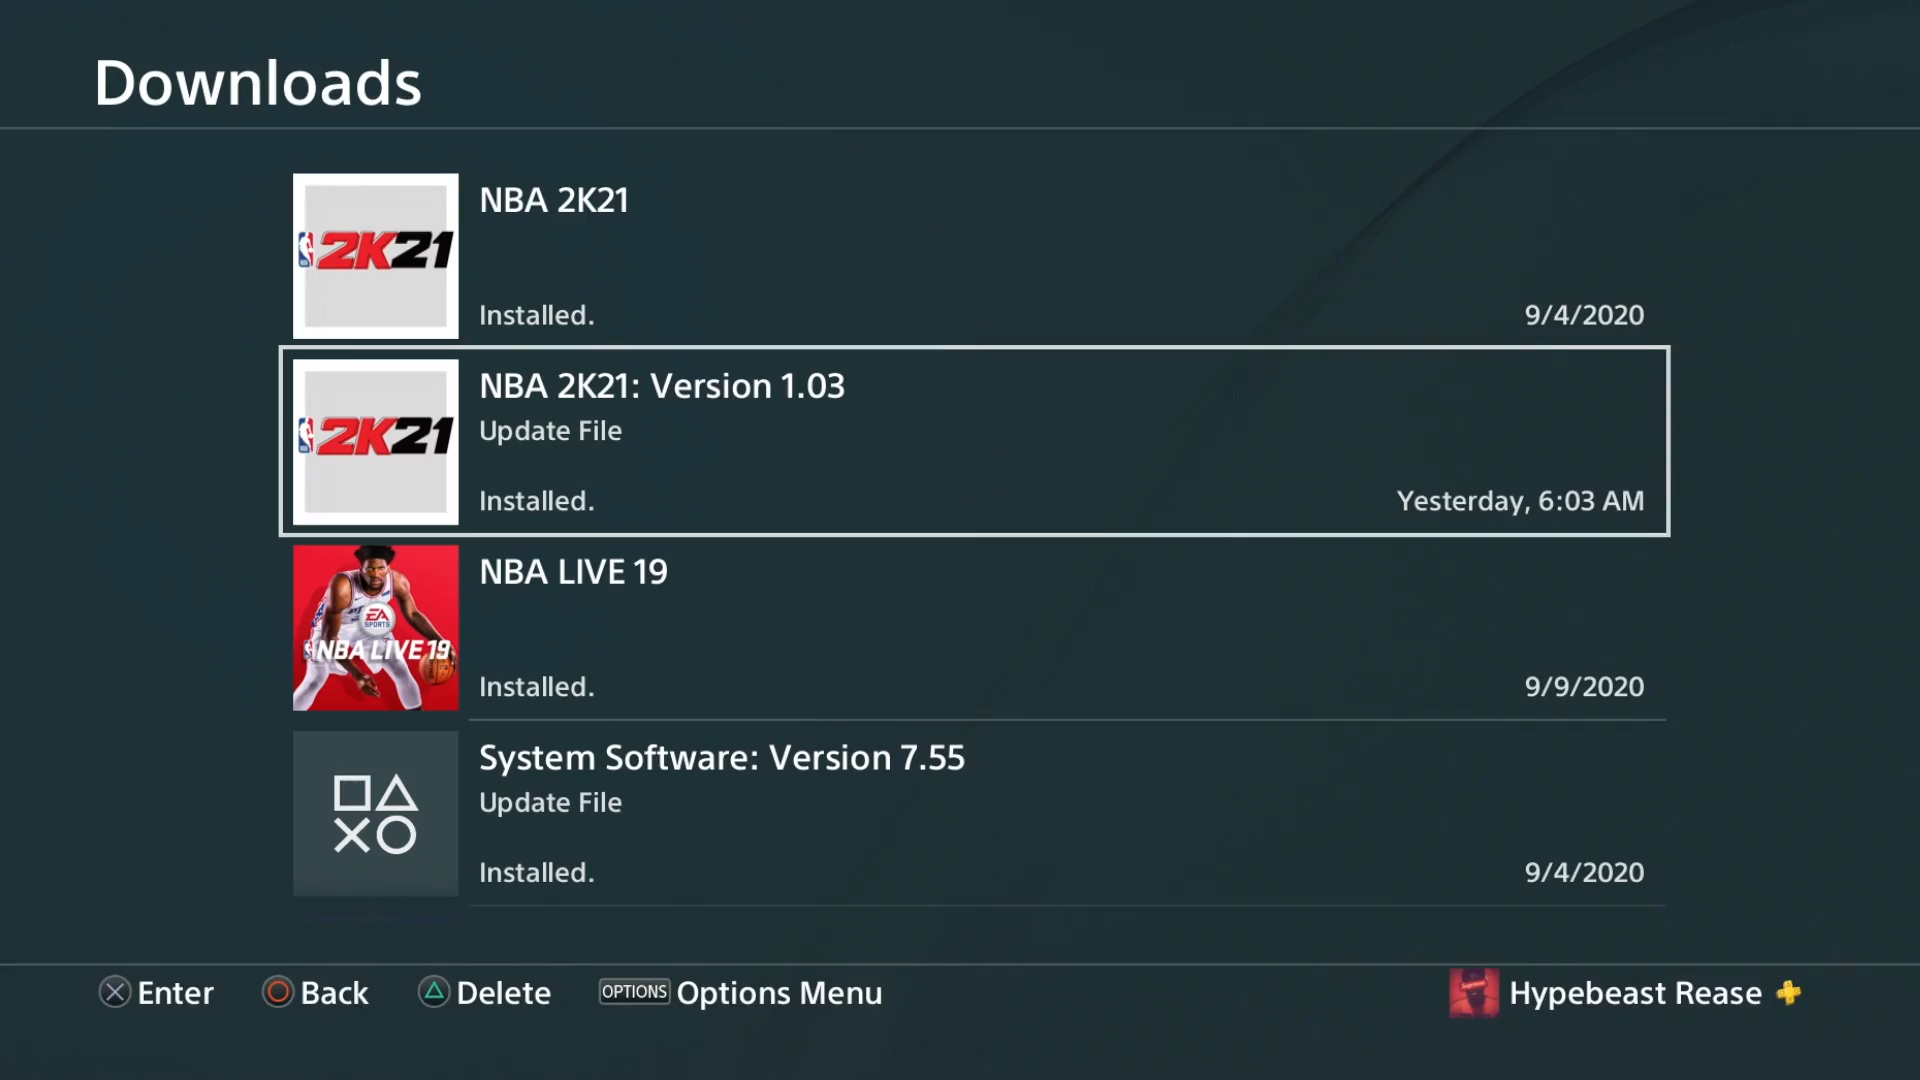 Downloads
2K21
NBA 2K21
Installed.
9/4/2020
2K21
NBA 2K21: Version 1.03
Update File
Installed.
Yesterday, 6:03 AM
EA
SPORTS
NBA LIVE 19
NBA LIVE 19
Installed.
9/9/2020
System Software: Version 7.55
Update File
Installed.
9/4/2020
Enter
Back
Delete
OPTIONS Options Menu
Hypebeast Rease